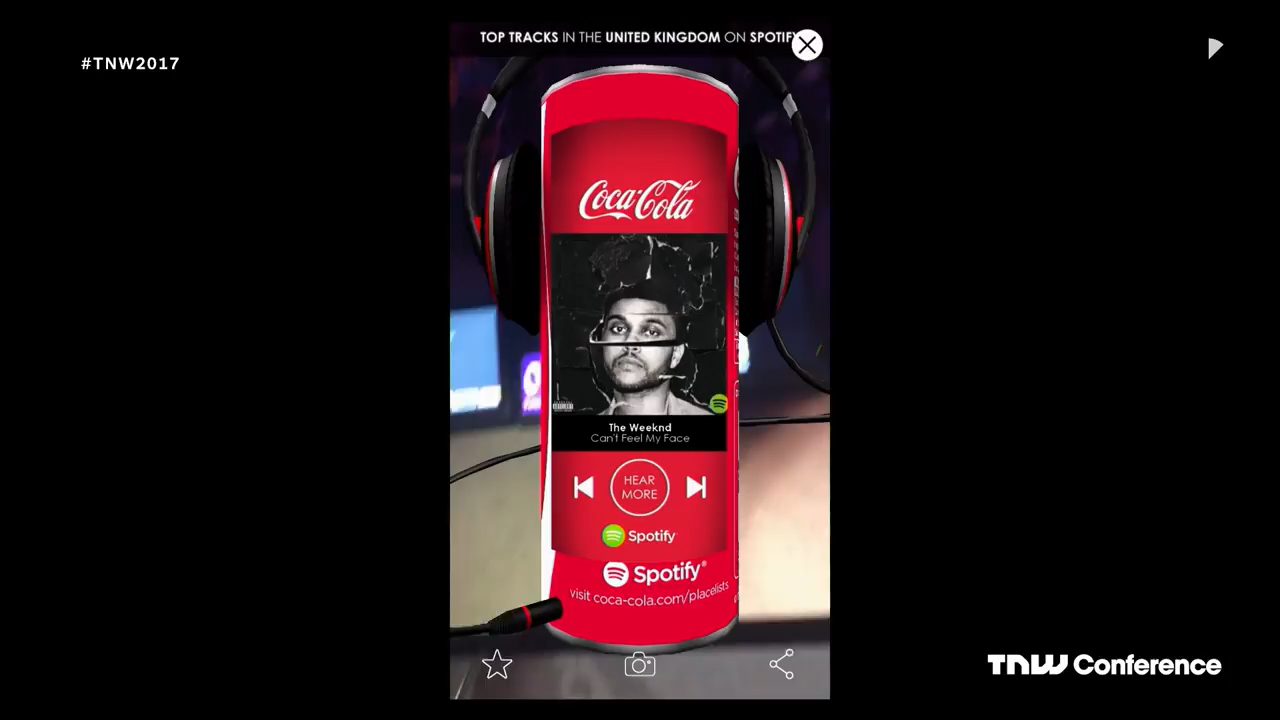 TOP TRACKS IN THE UNITED KINGDOM ON SPOTIFY
#TNW2017
Coca-Cola
The Weeknd
Can't Feel My Face
HEAR
MORE
Spotify
Spotify
visit coca-cola.com/placelists
TNW Conference